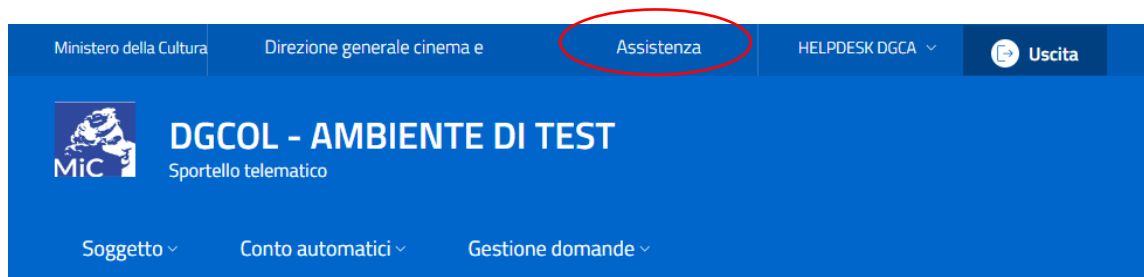 Ministero della Cultura Direzione generale cinema e Assistenza HELPDESK DGCA Uscita
MiC
DGCOL - AMBIENTE DI TEST
Sportello telematico
Soggetto Conto automatici Gestione domande